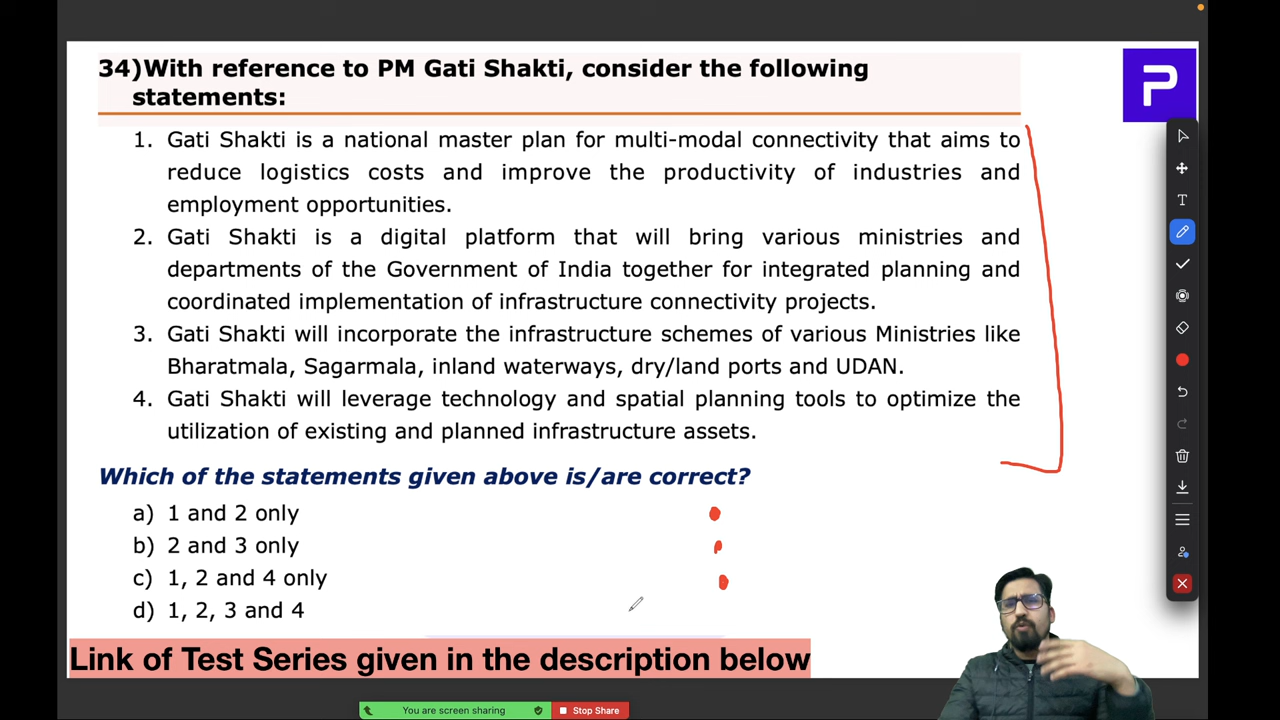 34)With reference to PM Gati Shakti, consider the following
statements:
1. Gati Shakti is a national master plan for multi-modal connectivity that aims to
reduce logistics costs and improve the productivity of industries and
employment opportunities.
2. Gati Shakti is a digital platform that will bring various ministries and
departments of the Government of India together for integrated planning and
coordinated implementation of infrastructure connectivity projects.
3. Gati Shakti will incorporate the infrastructure schemes of various Ministries like
Bharatmala, Sagarmala, inland waterways, dry/land ports and UDAN.
4. Gati Shakti will leverage technology and spatial planning tools to optimize the
utilization of existing and planned infrastructure assets.
Which of the statements given above is/are correct?
a) 1 and 2 only
b) 2 and 3 only
c) 1, 2 and 4 only
d) 1, 2, 3 and 4
Link of Test Series given in the description below
P
T
You are screen sharing
Stop Share